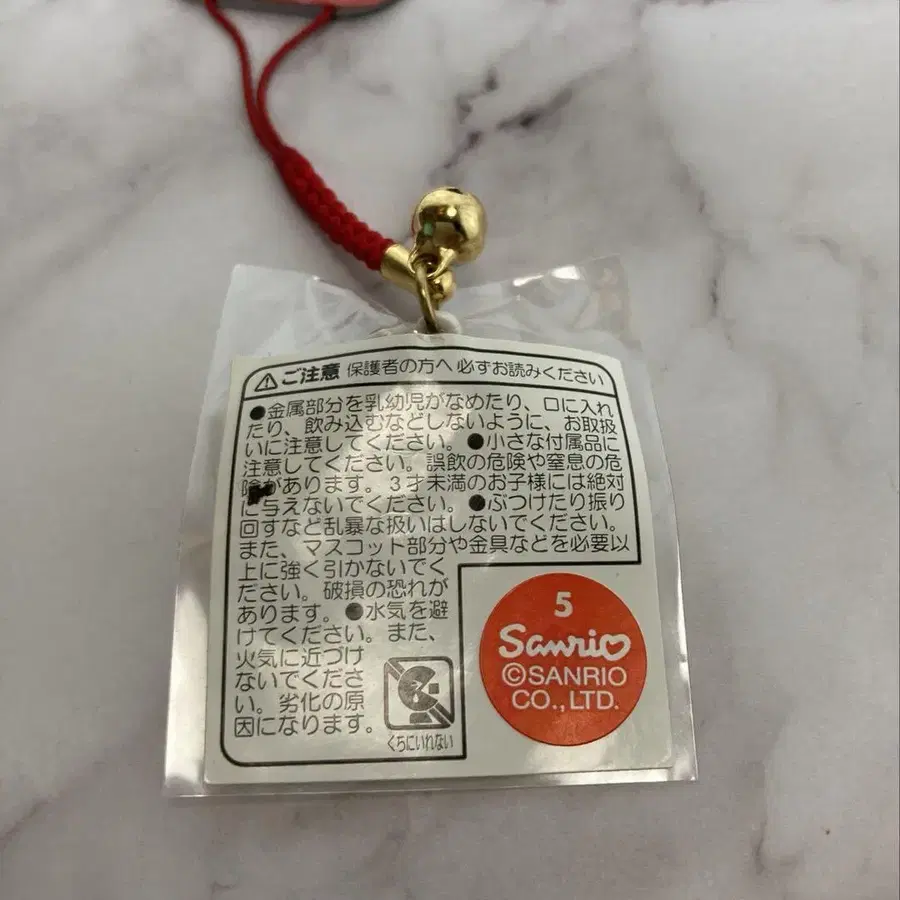 ご注意 保護者の方へ 必ずお読みください
●金属部分を乳幼児がなめたり、口に入れ
たり、飲み込むなどしないように、お取扱
いに注意してください。●小さな付属品に
注意してください。誤飲の危険や窒息の危
険があります。3才未満のお子様には絶対
に与えないでください。●ぶつけたり振り
回すなど乱暴な扱いはしないでください。
また、マスコット部分や金具などを必要以
上に強く引かないでく
ださい。破損の恐れが
あります。●水気を避
けてください。また、
火気に近づけ
ないでくださ
い。劣化の原
因になります。
くちにいれない
5
Sanrio
©SANRIO
CO.,LTD.